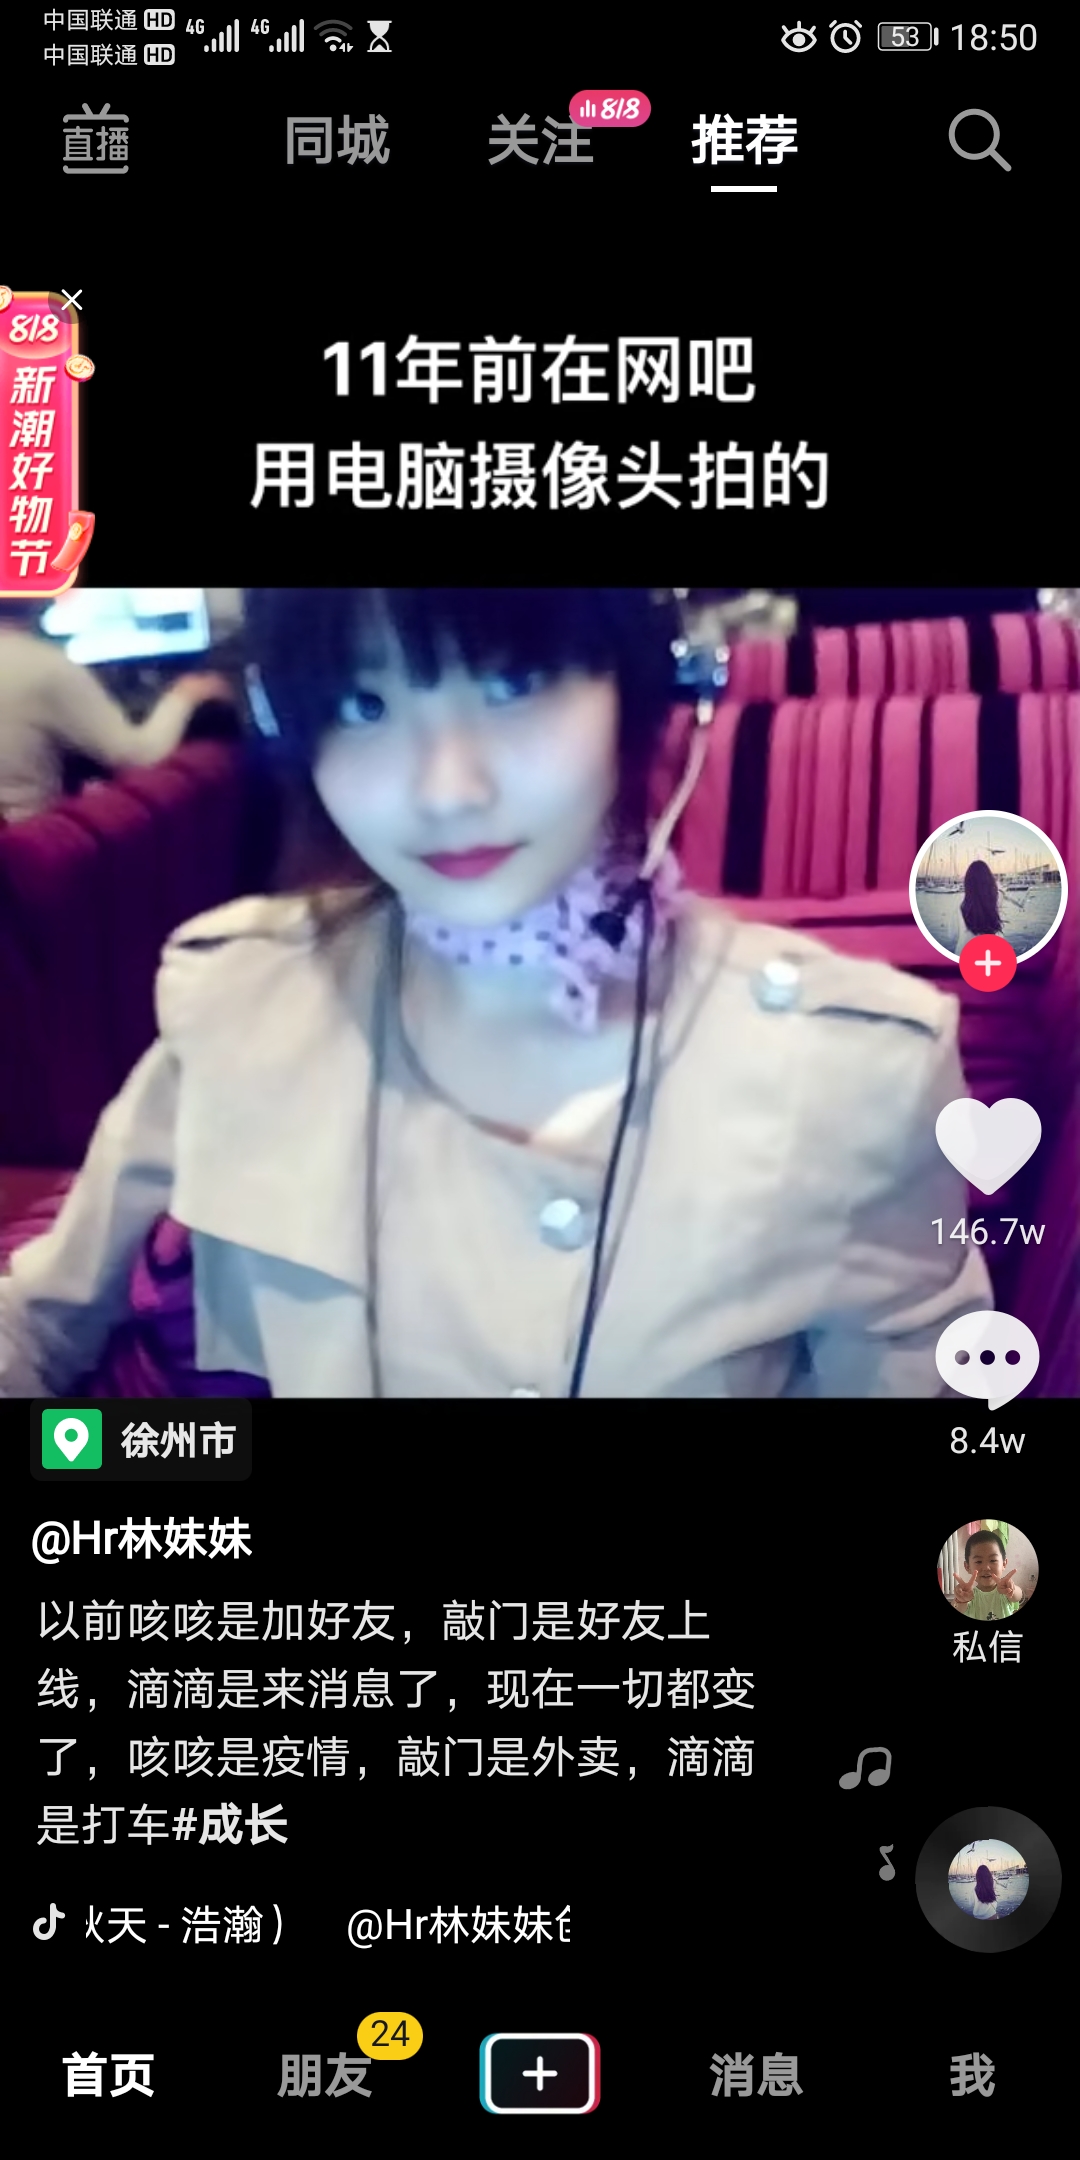 中国联通 HD 4G 4G 53 18:50
中国联通 HD
直播 同城 关注 818 推荐
818
新潮好物节
11年前在网吧
用电脑摄像头拍的
146.7w
8.4w
徐州市
@Hr林妹妹
以前咳咳是加好友，敲门是好友上
线，滴滴是来消息了，现在一切都变
了，咳咳是疫情，敲门是外卖，滴滴
是打车#成长
私信
天 - 浩瀚） @Hr林妹妹
首页 朋友 24 消息 我